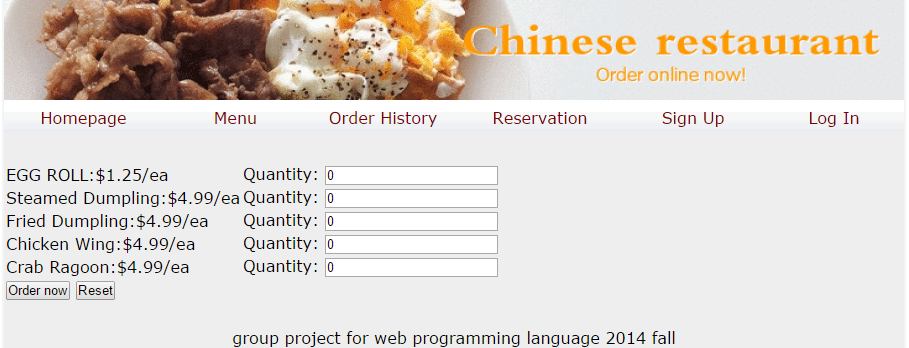 Chinese restaurant
Order online now!
Homepage Menu Order History Reservation Sign Up Log In
EGG ROLL:$1.25/ea Quantity: 0
Steamed Dumpling:$4.99/ea Quantity: 0
Fried Dumpling:$4.99/ea Quantity: 0
Chicken Wing:$4.99/ea Quantity: 0
Crab Ragoon:$4.99/ea Quantity: 0
Order now Reset
group project for web programming language 2014 fall